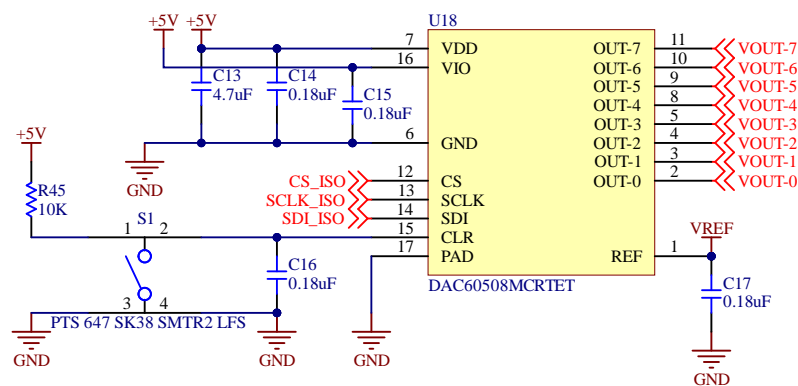 +5V +5V
U18
7 VDD OUT-7 11 VOUT-7
16 VIO OUT-6 10 VOUT-6
C13 4.7uF
C14 0.18uF
C15 0.18uF
OUT-5 9 VOUT-5
OUT-4 8 VOUT-4
OUT-3 5 VOUT-3
6 GND OUT-2 4 VOUT-2
OUT-1 3 VOUT-1
GND
CS_ISO 12 CS OUT-0 2 VOUT-0
SCLK_ISO 13 SCLK
SDI_ISO 14 SDI
+5V
R45
10K
S1
1 2
15 CLR
VREF
17 PAD REF 1
C16
0.18uF
DAC60508MCRTET
C17
0.18uF
3 4
PTS 647 SK38 SMTR2 LFS
GND GND GND GND